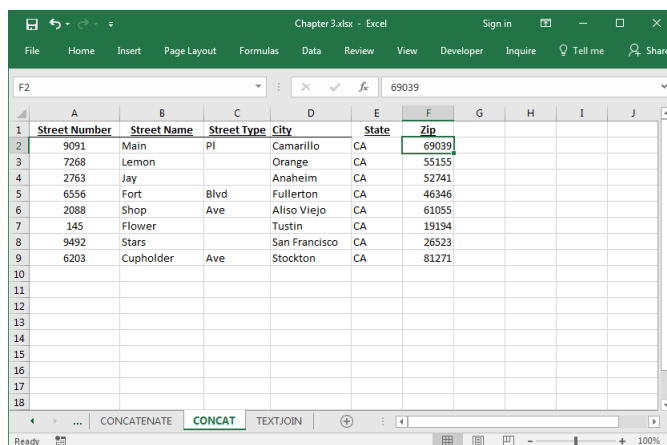 Chapter 3.xlsx - Excel Sign in
File Home Insert Page Layout Formulas Data Review View Developer Inquire Tell me Share
F2 fx 69039
A B C D E F G H I J
1 Street Number Street Name Street Type City State Zip
2 9091 Main Pl Camarillo CA 69039
3 7268 Lemon Orange CA 55155
4 2763 Jay Anaheim CA 52741
5 6556 Fort Blvd Fullerton CA 46346
6 2088 Shop Ave Aliso Viejo CA 61055
7 145 Flower Tustin CA 19194
8 9492 Stars San Francisco CA 26523
9 6203 Cupholder Ave Stockton CA 81271
10
11
12
13
14
15
16
17
18
... CONCATENATE CONCAT TEXTJOIN
Ready 100%